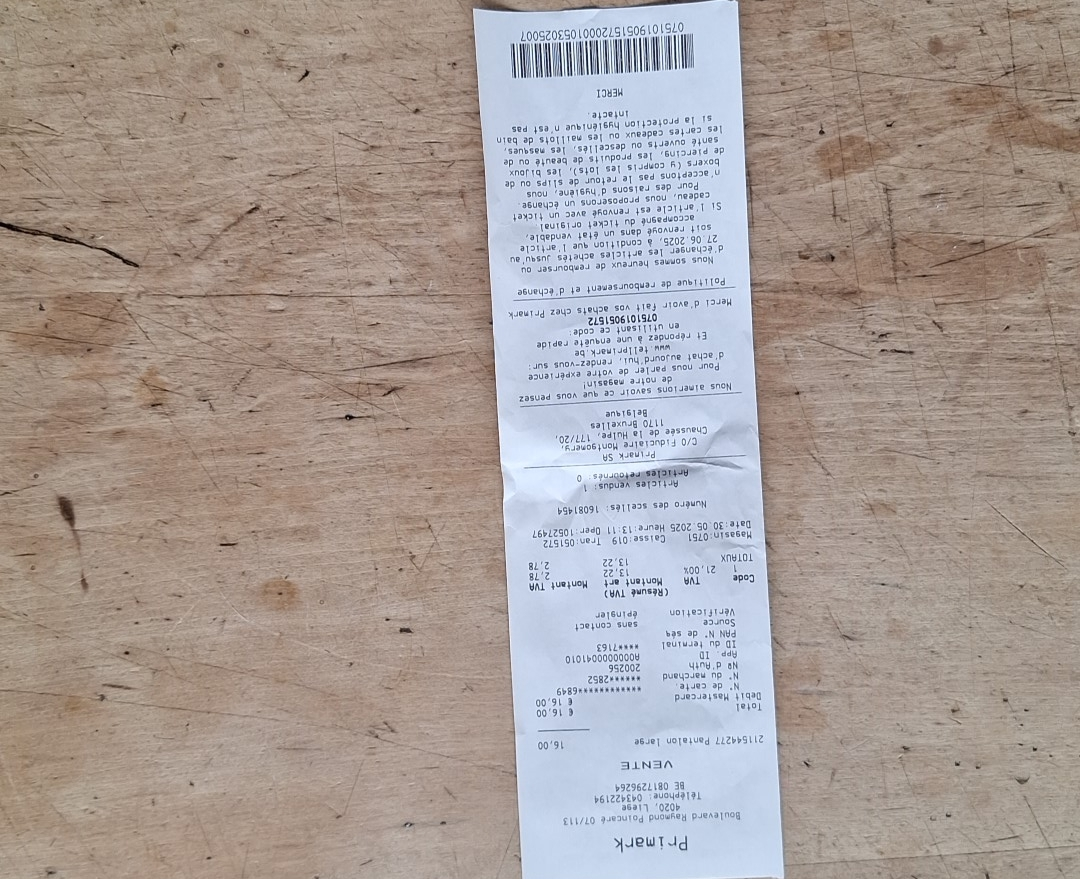 Primark
Boulevard Raymond Poincaré 07/113
4020, Liege
Téléphone: 043422194
BE 0817296264
VENTE
211544277 Pantalon large 16,00
Total € 16,00
Debit Mastercard € 16,00
N° de carte. ************6849
N° du marchand ******2852
Nº d'Auth 200256
App. ID A0000000041010
ID du terminal ****7163
PAN N° de séq
Source sans contact
Vérification épingler
(Résumé TVA)
Code TVA Montant art Montant TVA
1 21,00% 13,22 2,78
TOTAUX 13,22 2,78
Magasin:0751 Caisse:019 Tran:051572
Date:30.05.2025 Heure:13:11 Oper:10527497
Numéro des scellés: 16081454
Articles vendus: 1
Articles retournés: 0
Primark SA
C/O Fiduciaire Montgomery,
Chaussée de la Hulpe, 177/20,
1170 Bruxelles
Belgique
Nous aimerions savoir ce que vous pensez
de notre magasin!
Pour nous parler de votre expérience
d'achat aujourd'hui, rendez-vous sur:
www.tellprimark.be
Et répondez à une enquête rapide
en utilisant ce code:
0751019051572
Merci d'avoir fait vos achats chez Primark
Politique de remboursement et d'échange
Nous sommes heureux de rembourser ou
d'échanger les articles achetés jusqu'au
27.06.2025, à condition que l'article
soit renvoyé dans un état vendable,
accompagné du ticket original
Si l'article est renvoyé avec un ticket
cadeau, nous proposerons un échange.
Pour des raisons d'hygiène, nous
n'acceptons pas le retour de slips ou de
boxers (y compris les lots), les bijoux
de piercing, les produits de beauté ou de
santé ouverts ou descellés, les masques,
les cartes cadeaux ou les maillots de bain
si la protection hygiénique n'est pas
intacte.
MERCI
0751019051572000105302 5007